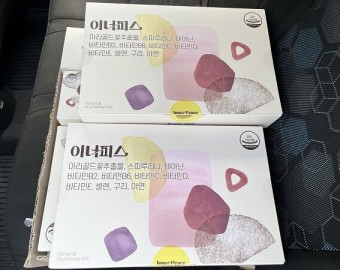 이너피스
마리골드꽃추출물, 스피루리나, 테아닌,
비타민B2, 비타민B6, 비타민C, 비타민D,
비타민E, 셀렌, 구리, 아연
Inner Peace
이너피스
마리골드꽃추출물, 스피루리나, 테아닌,
비타민B2, 비타민B6, 비타민C, 비타민D,
비타민E, 셀렌, 구리, 아연
Inner Peace